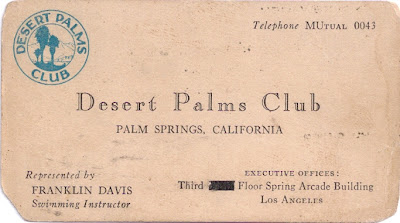 DESERT PALMS
CLUB
Telephone MUTUAL 0043
Desert Palms Club
PALM SPRINGS, CALIFORNIA
Represented by
FRANKLIN DAVIS
Swimming Instructor
EXECUTIVE OFFICES:
Third Floor Spring Arcade Building
LOS ANGELES